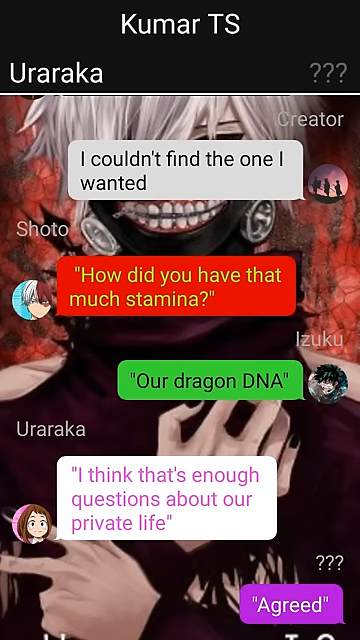 Kumar TS
Uraraka
???
Creator
I couldn't find the one I
wanted
Shoto
"How did you have that
much stamina?"
Izuku
"Our dragon DNA"
Uraraka
"I think that's enough
questions about our
private life"
???
"Agreed"